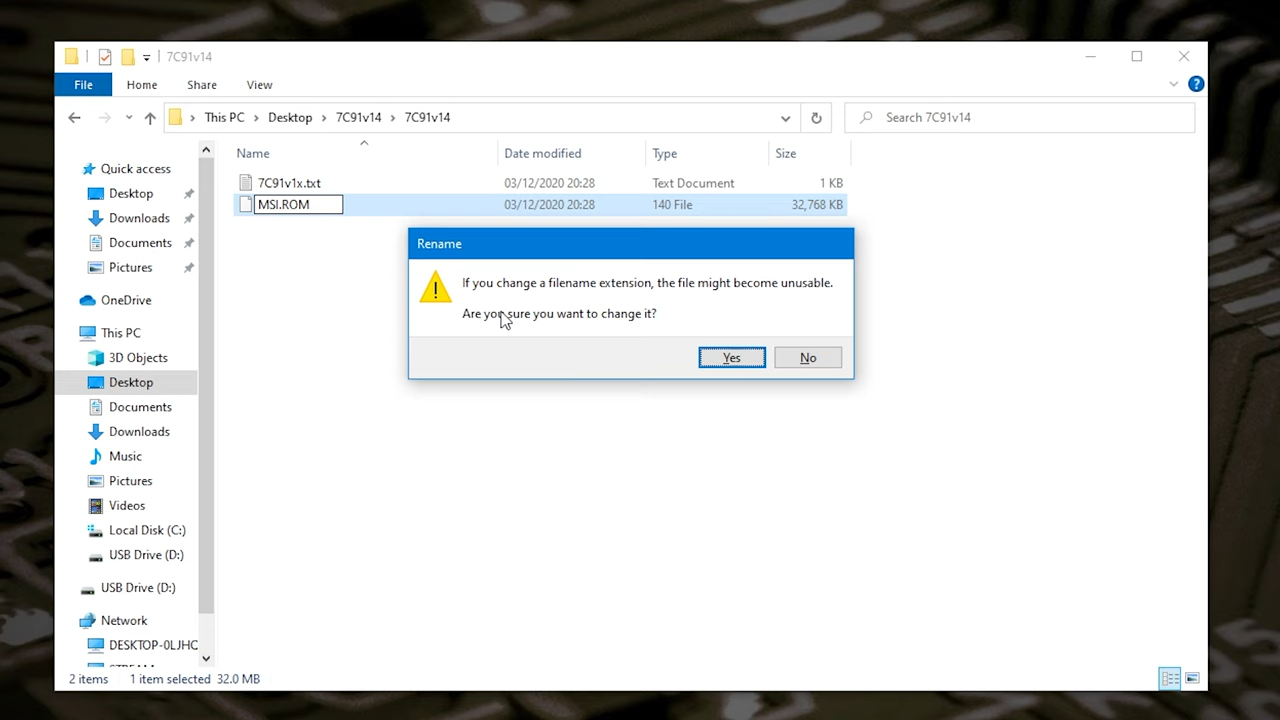 7C91v14
File
Home
Share
View
This PC
Desktop
7C91v14
7C91v14
Search 7C91v14
Name
Date modified
Type
Size
7C91v1x.txt
03/12/2020 20:28
Text Document
1 KB
MSI.ROM
03/12/2020 20:28
140 File
32,768 KB
Rename
If you change a filename extension, the file might become unusable.
Are you sure you want to change it?
Yes
No
Quick access
Desktop
Downloads
Documents
Pictures
OneDrive
This PC
3D Objects
Desktop
Documents
Downloads
Music
Pictures
Videos
Local Disk (C:)
USB Drive (D:)
USB Drive (D:)
Network
DESKTOP-0LJHC
2 items
1 item selected
32.0 MB